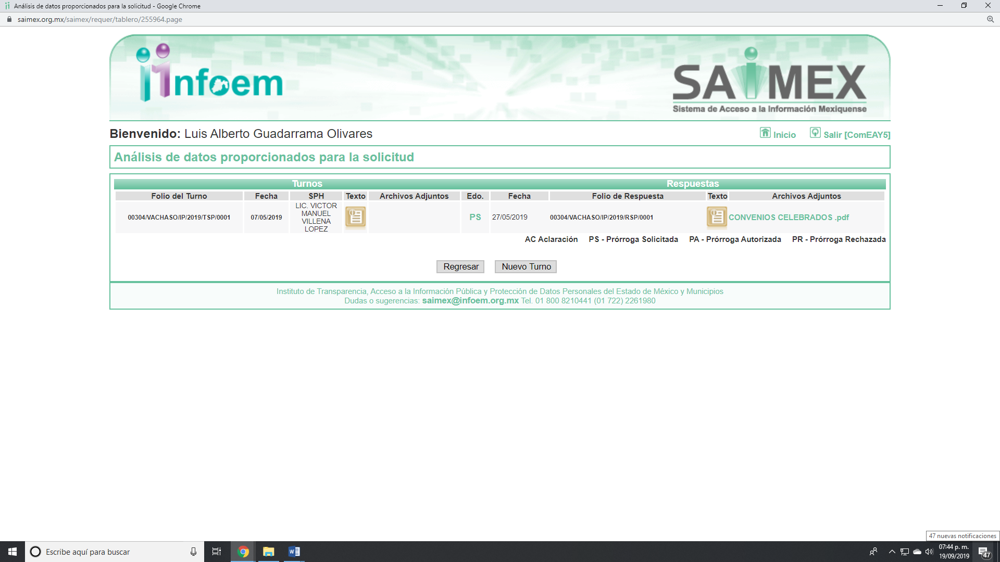 Análisis de datos proporcionados para la solicitud - Google Chrome
saimex.org.mx/saimex/requer/tablero/255964.page
infoem
SAIMEX
Sistema de Acceso a la Información Mexiquense
Bienvenido: Luis Alberto Guadarrama Olivares
Inicio Salir [ComEAY5]
Análisis de datos proporcionados para la solicitud
Turnos Respuestas
Folio del Turno Fecha SPH Texto Archivos Adjuntos Edo. Fecha Folio de Respuesta Texto Archivos Adjuntos
00304/VACHASO/IP/2019/TSP/0001 07/05/2019 LIC. VICTOR MANUEL VILLENA LOPEZ PS 27/05/2019 00304/VACHASO/IP/2019/RSP/0001 CONVENIOS CELEBRADOS .pdf
AC Aclaración PS - Prórroga Solicitada PA - Prórroga Autorizada PR - Prórroga Rechazada
Regresar Nuevo Turno
Instituto de Transparencia, Acceso a la Información Pública y Protección de Datos Personales del Estado de México y Municipios
Dudas o sugerencias: saimex@infoem.org.mx Tel. 01 800 8210441 (01 722) 2261980
47 nuevas notificaciones
Escribe aquí para buscar
07:44 p. m.
19/09/2019
47